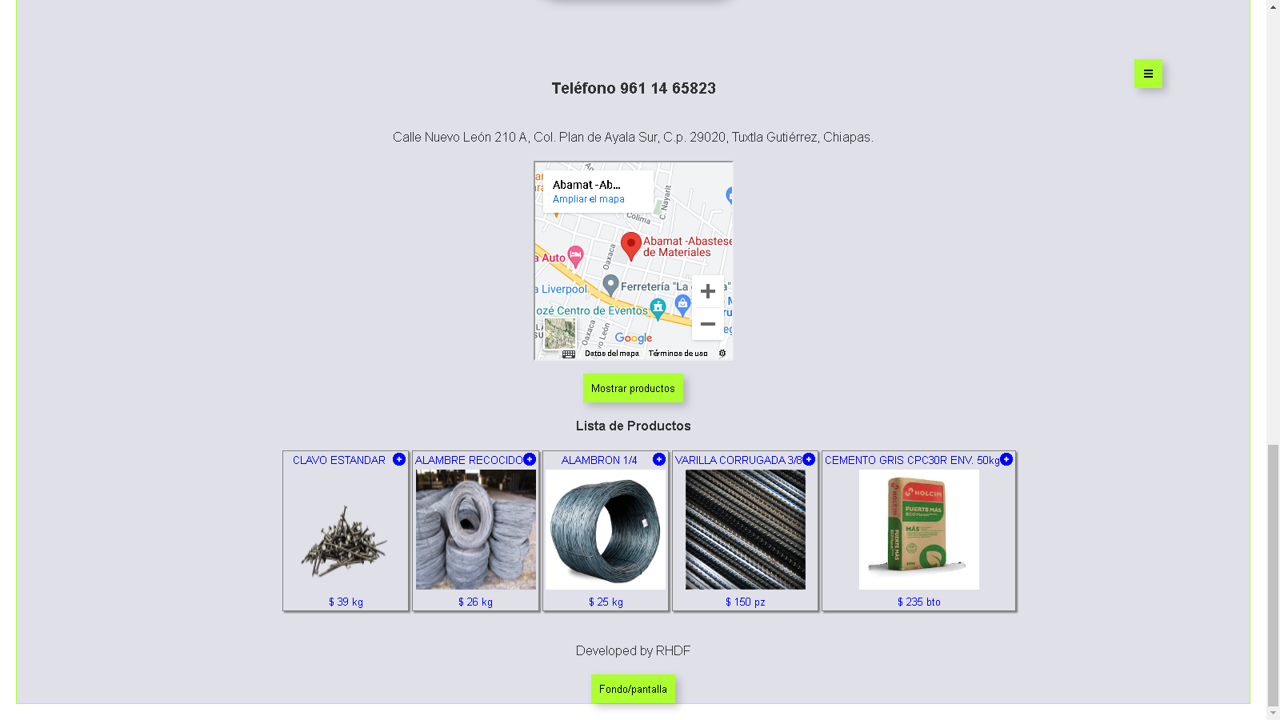 Teléfono 961 14 65823
Calle Nuevo León 210 A, Col. Plan de Ayala Sur, C.p. 29020, Tuxtla Gutiérrez, Chiapas.
Abamat -Ab...
Ampliar el mapa
C. Nayarit
Colima
Oaxaca
Abamat -Abastese
de Materiales
a Auto
Ferretería "La
a Liverpool
ozé Centro de Eventos
Oaxaca
Google
Datos del mapa
Términos de uso
Mostrar productos
Lista de Productos
CLAVO ESTANDAR
ALAMBRE RECOCIDO
ALAMBRON 1/4
VARILLA CORRUGADA 3/8
CEMENTO GRIS CPC30R ENV. 50kg
HOLCIM
FUERTE MÁS
MÁS
$ 39 kg
$ 26 kg
$ 25 kg
$ 150 pz
$ 235 bto
Developed by RHDF
Fondo/pantalla